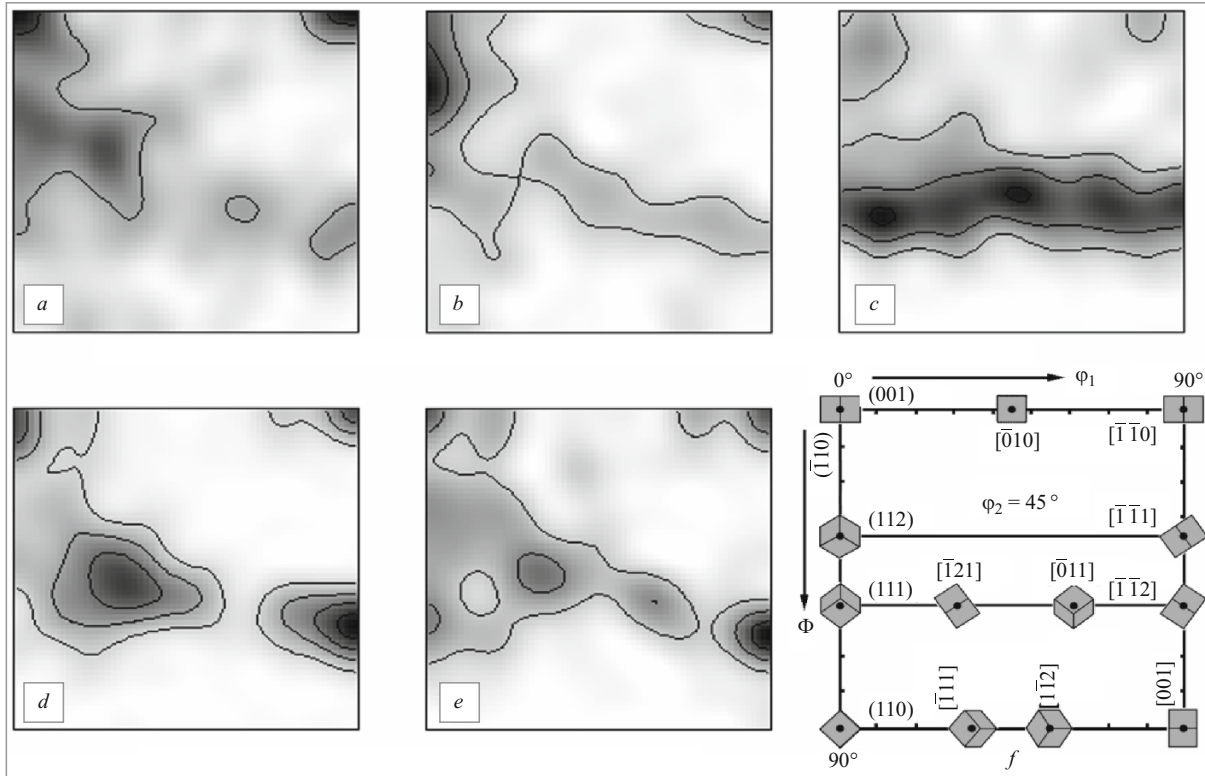 a
b
c
d
e
0°
φ₁
90°
(001)
[0̅10]
[1̅ 1̅0]
(1̅10)
φ₂ = 45 °
(112)
[1̅ 1̅1]
[1̅21]
[0̅11]
(111)
[1̅ 1̅2]
Φ
[1̅11]
[11̅2]
[001]
(110)
90°
f